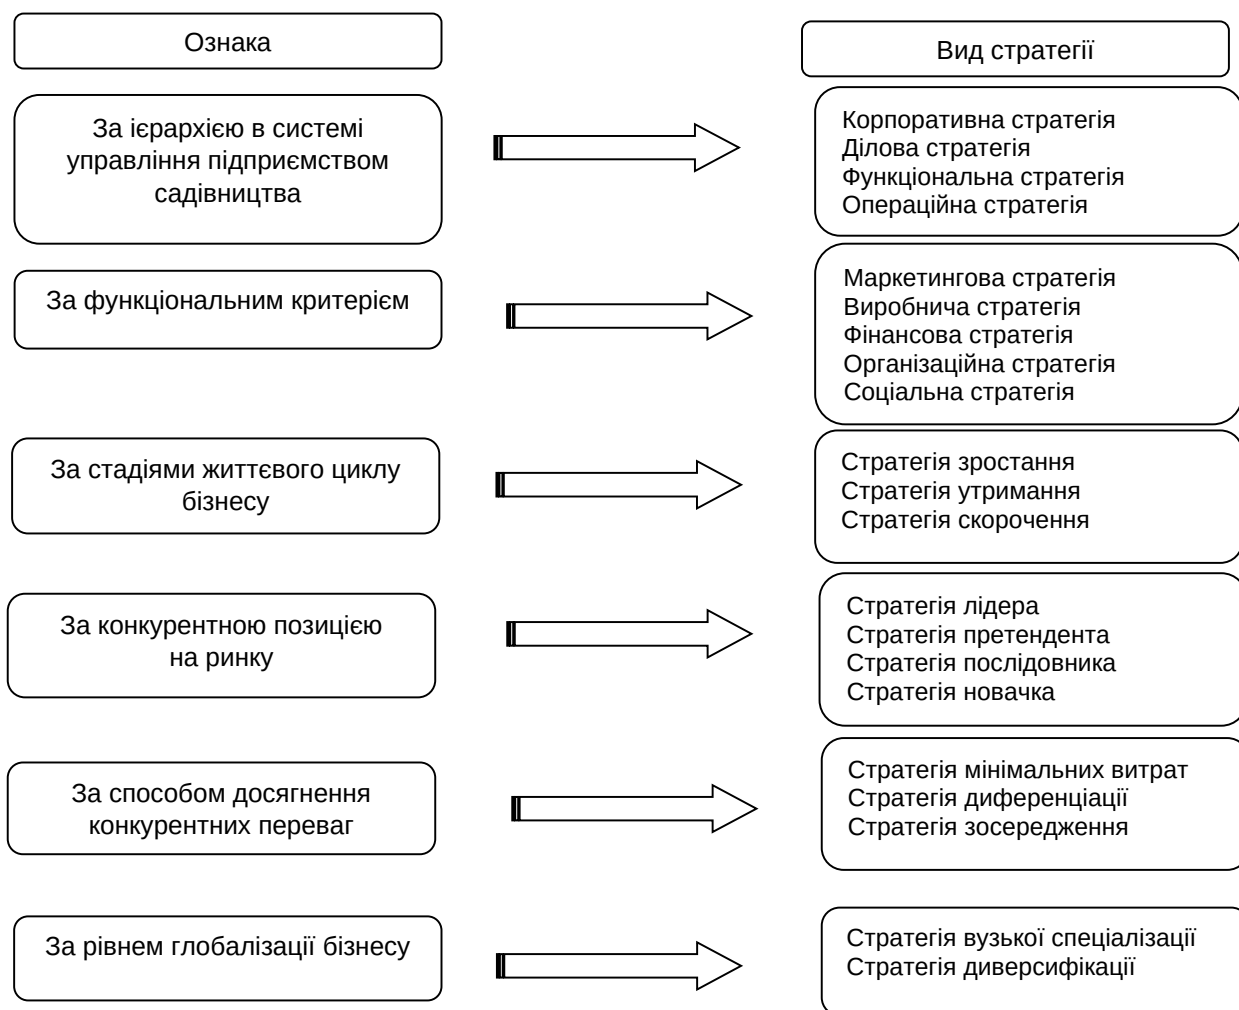 Ознака
Вид стратегії
За ієрархією в системі
управління підприємством
садівництва
Корпоративна стратегія
Ділова стратегія
Функціональна стратегія
Операційна стратегія
За функціональним критерієм
Маркетингова стратегія
Виробнича стратегія
Фінансова стратегія
Організаційна стратегія
Соціальна стратегія
За стадіями життєвого циклу
бізнесу
Стратегія зростання
Стратегія утримання
Стратегія скорочення
За конкурентною позицією
на ринку
Стратегія лідера
Стратегія претендента
Стратегія послідовника
Стратегія новачка
За способом досягнення
конкурентних переваг
Стратегія мінімальних витрат
Стратегія диференціації
Стратегія зосередження
За рівнем глобалізації бізнесу
Стратегія вузької спеціалізації
Стратегія диверсифікації